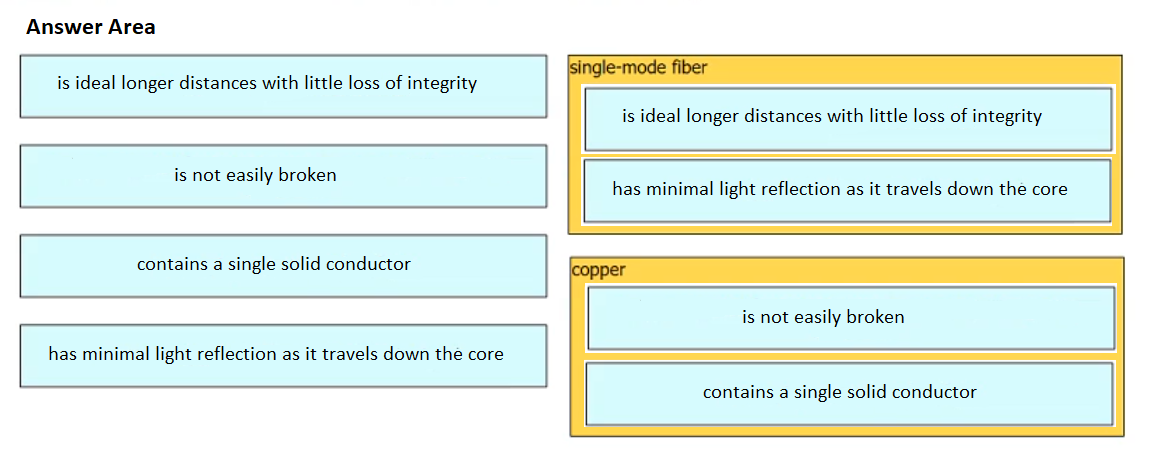 Answer Area
is ideal longer distances with little loss of integrity
is not easily broken
contains a single solid conductor
has minimal light reflection as it travels down the core
single-mode fiber
is ideal longer distances with little loss of integrity
has minimal light reflection as it travels down the core
copper
is not easily broken
contains a single solid conductor